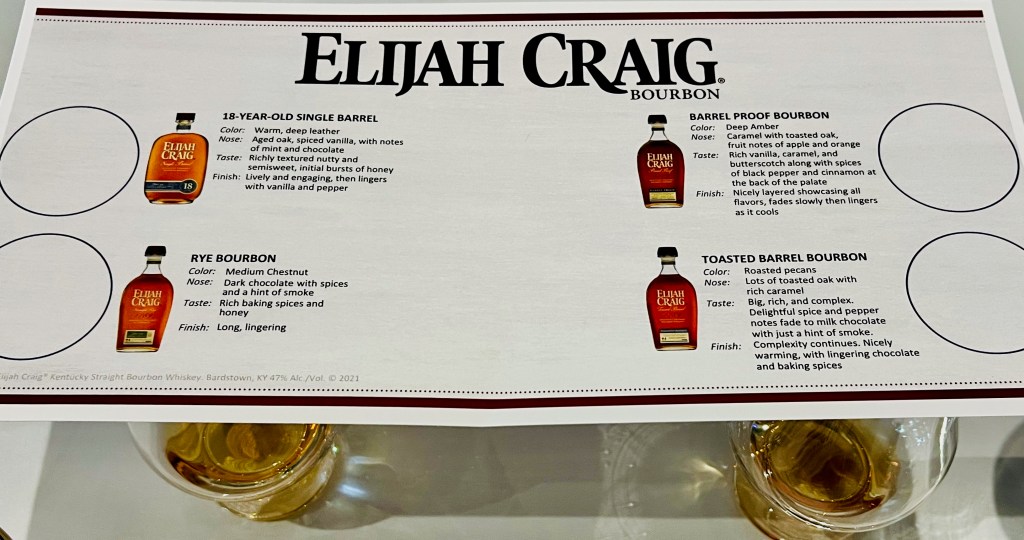 ELIJAH CRAIG®
BOURBON
18-YEAR-OLD SINGLE BARREL
Color: Warm, deep leather
Nose: Aged oak, spiced vanilla, with notes
of mint and chocolate
Taste: Richly textured nutty and
semisweet, initial bursts of honey
Finish: Lively and engaging, then lingers
with vanilla and pepper
ELIJAH
CRAIG
18
BARREL PROOF BOURBON
Color: Deep Amber
Nose: Caramel with toasted oak,
fruit notes of apple and orange
Taste: Rich vanilla, caramel, and
butterscotch along with spices
of black pepper and cinnamon at
the back of the palate
Finish: Nicely layered showcasing all
flavors, fades slowly then lingers
as it cools
ELIJAH
CRAIG
RYE BOURBON
Color: Medium Chestnut
Nose: Dark chocolate with spices
and a hint of smoke
Taste: Rich baking spices and
honey
Finish: Long, lingering
ELIJAH
CRAIG
TOASTED BARREL BOURBON
Color: Roasted pecans
Nose: Lots of toasted oak with
rich caramel
Taste: Big, rich, and complex.
Delightful spice and pepper
notes fade to milk chocolate
with just a hint of smoke.
Finish: Complexity continues. Nicely
warming, with lingering chocolate
and baking spices
ELIJAH
CRAIG
lijah Craig® Kentucky Straight Bourbon Whiskey. Bardstown, KY 47% Alc./Vol. © 2021